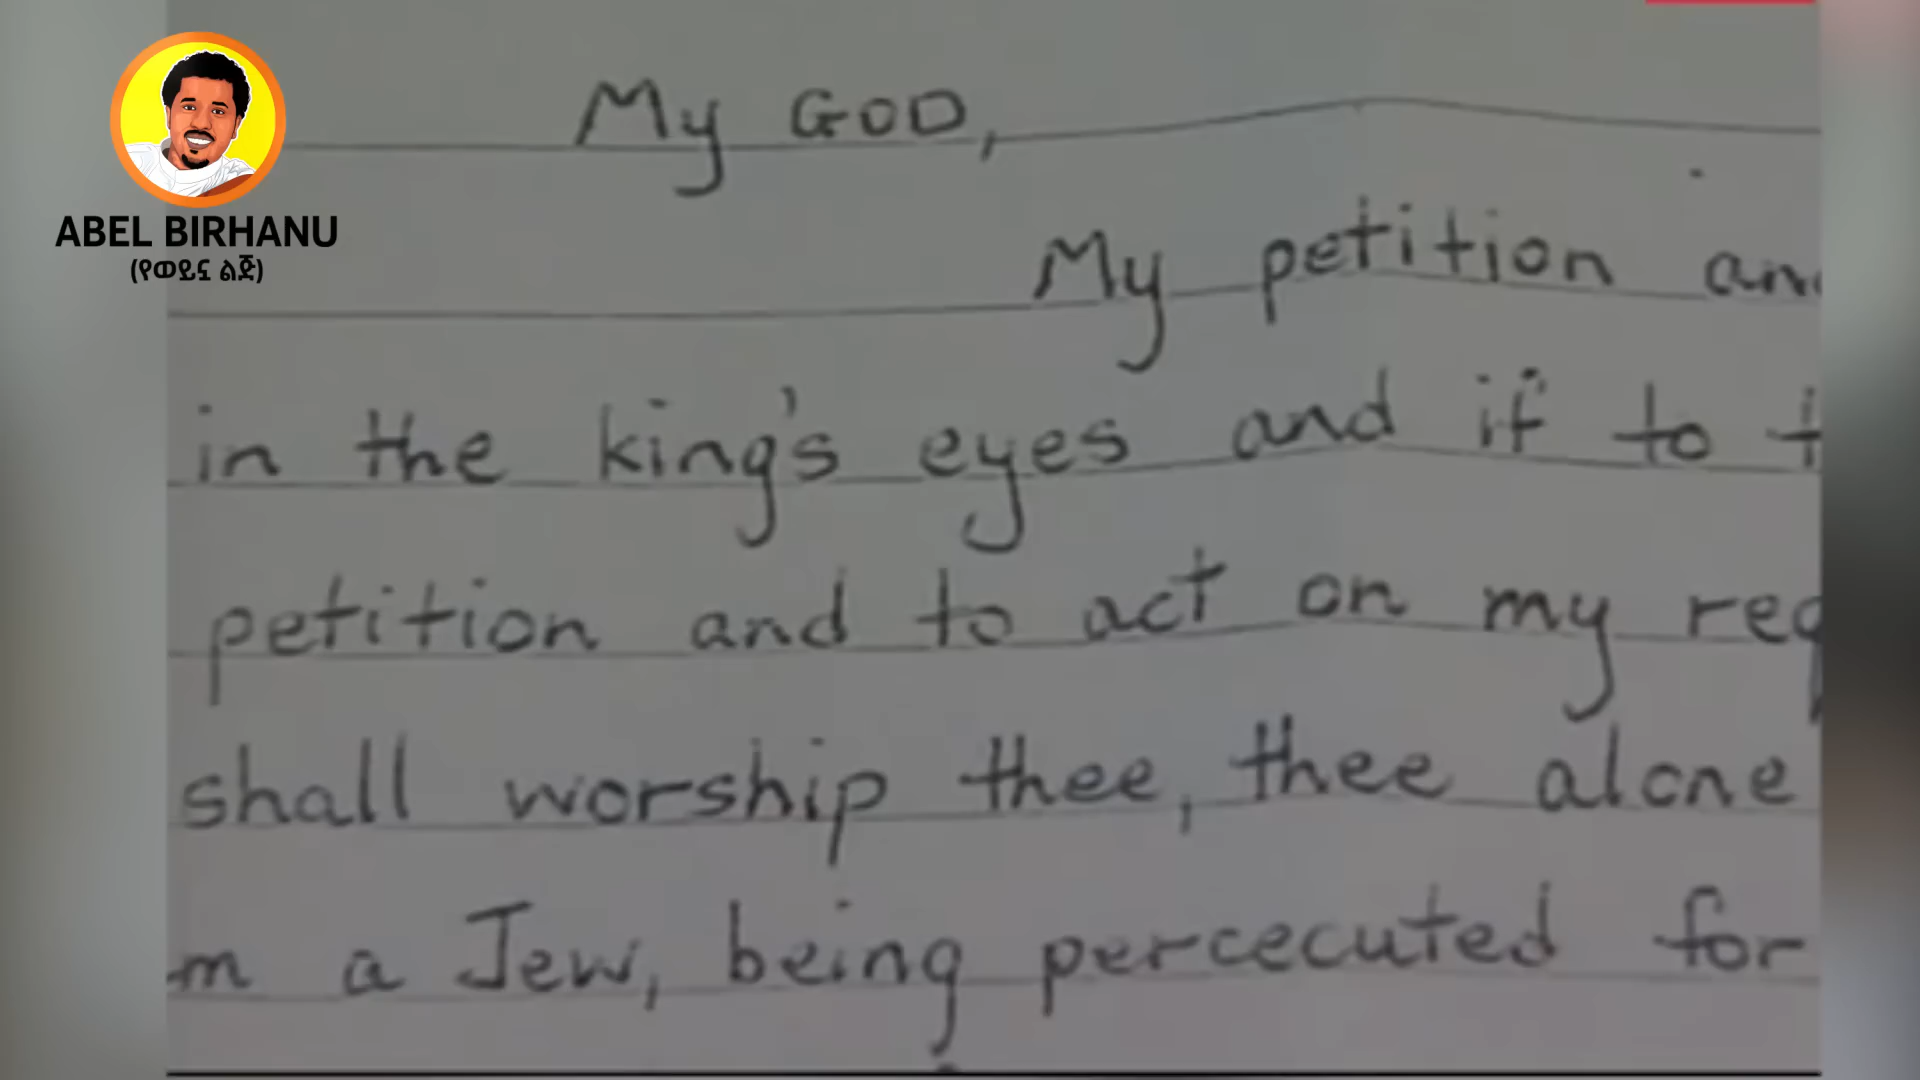 ABEL BIRHANU
(የወይኗ ልጅ)
My GOD,
My petition
in the king's eyes and if to
petition and to act on my
shall worship thee, thee alone
a Jew, being percecuted for